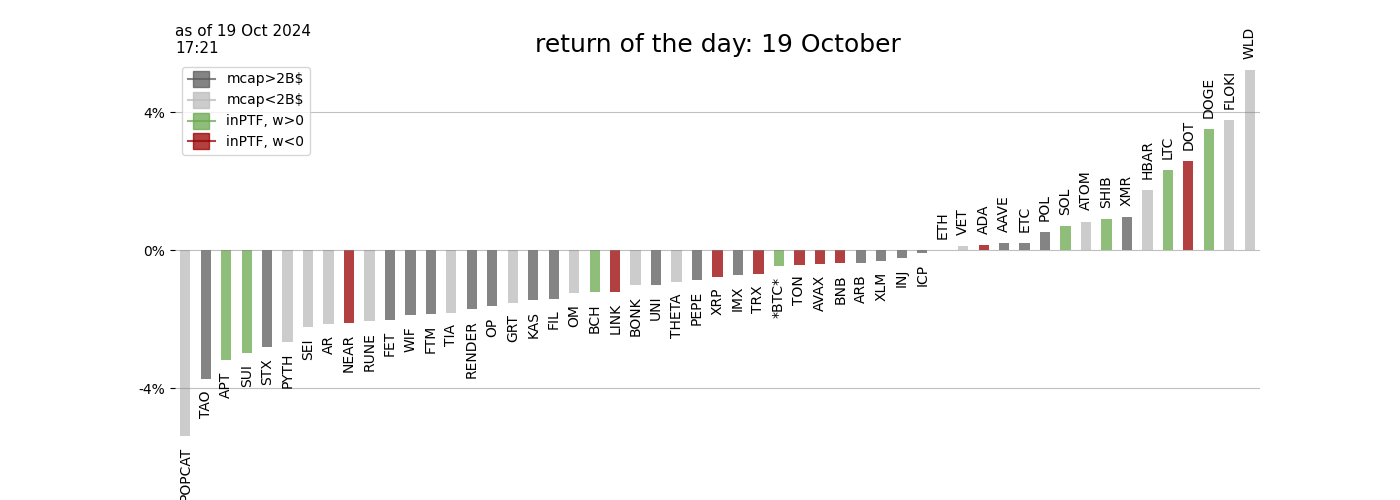 as of 19 Oct 2024
17:21
return of the day: 19 October
mcap>2B$
mcap<2B$
inPTF, w>0
inPTF, w<0
4%
0%
-4%
POPCAT
TAO
APT
SUI
STX
PYTH
SEI
AR
NEAR
RUNE
FET
WIF
FTM
TIA
RENDER
OP
GRT
KAS
FIL
OM
BCH
LINK
BONK
UNI
THETA
PEPE
XRP
IMX
TRX
*BTC*
TON
AVAX
BNB
ARB
XLM
INJ
ICP
ETH
VET
ADA
AAVE
ETC
POL
SOL
ATOM
SHIB
XMR
HBAR
LTC
DOT
DOGE
FLOKI
WLD